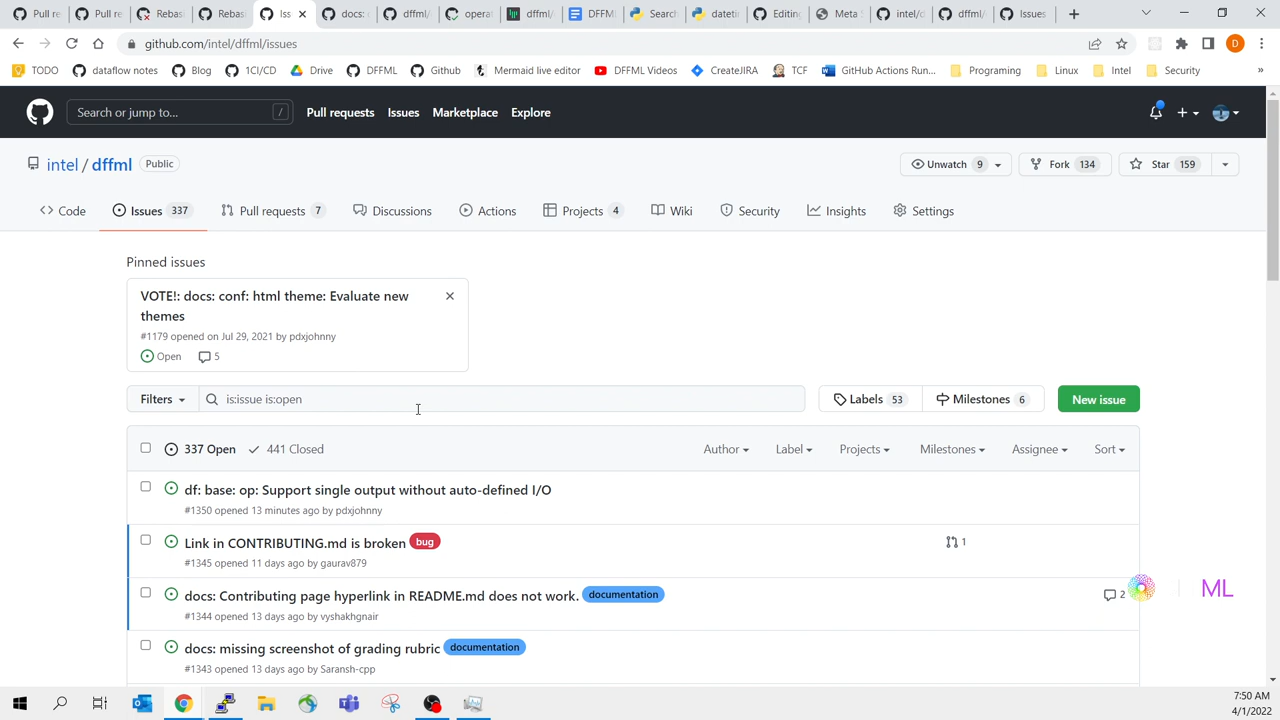 Pull re
Pull re
Rebas
Rebas
Iss
docs: c
dffml/
opera
dffml/
DFFM
Search
dateti
Editing
Meta S
intel/d
dffml/
Issues
github.com/intel/dffml/issues
D
TODO
dataflow notes
Blog
1CI/CD
Drive
DFFML
Github
Mermaid live editor
DFFML Videos
CreateJIRA
TCF
GitHub Actions Run...
Programing
Linux
Intel
Security
»
Search or jump to...
/
Pull requests
Issues
Marketplace
Explore
intel / dffml
Public
Unwatch 9
Fork 134
Star 159
Code
Issues 337
Pull requests 7
Discussions
Actions
Projects 4
Wiki
Security
Insights
Settings
Pinned issues
VOTE!: docs: conf: html theme: Evaluate new
themes
#1179 opened on Jul 29, 2021 by pdxjohnny
Open
5
Filters
is:issue is:open
Labels 53
Milestones 6
New issue
337 Open
441 Closed
Author
Label
Projects
Milestones
Assignee
Sort
df: base: op: Support single output without auto-defined I/O
#1350 opened 13 minutes ago by pdxjohnny
Link in CONTRIBUTING.md is broken bug
1
#1345 opened 11 days ago by gaurav879
docs: Contributing page hyperlink in README.md does not work. documentation
2
#1344 opened 13 days ago by vyshakhgnair
ML
docs: missing screenshot of grading rubric documentation
#1343 opened 13 days ago by Saransh-cpp
7:50 AM
4/1/2022